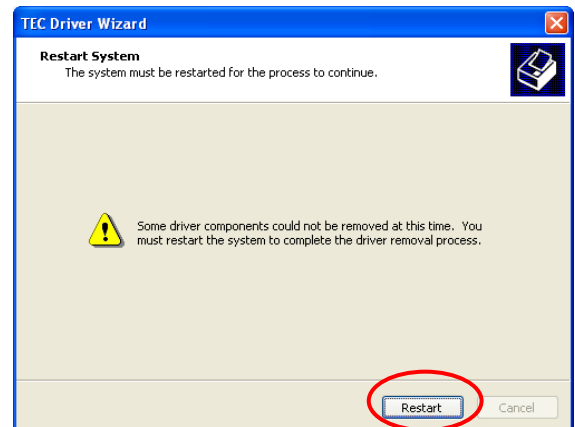 TEC Driver Wizard
Restart System
The system must be restarted for the process to continue.
Some driver components could not be removed at this time. You
must restart the system to complete the driver removal process.
Restart
Cancel